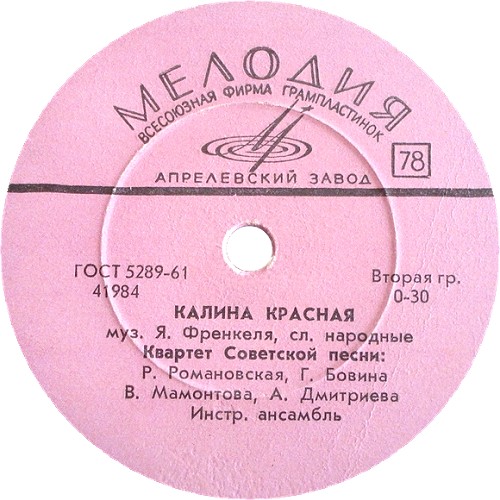 МЕЛОДИЯ
ВСЕСОЮЗНАЯ ФИРМА ГРАМПЛАСТИНОК
78
АПРЕЛЕВСКИЙ ЗАВОД
ГОСТ 5289-61
41984
Вторая гр.
0-30
КАЛИНА КРАСНАЯ
муз. Я. Френкеля, сл. народные
Квартет Советской песни:
Р. Романовская, Г. Бовина
В. Мамонтова, А. Дмитриева
Инстр. ансамбль